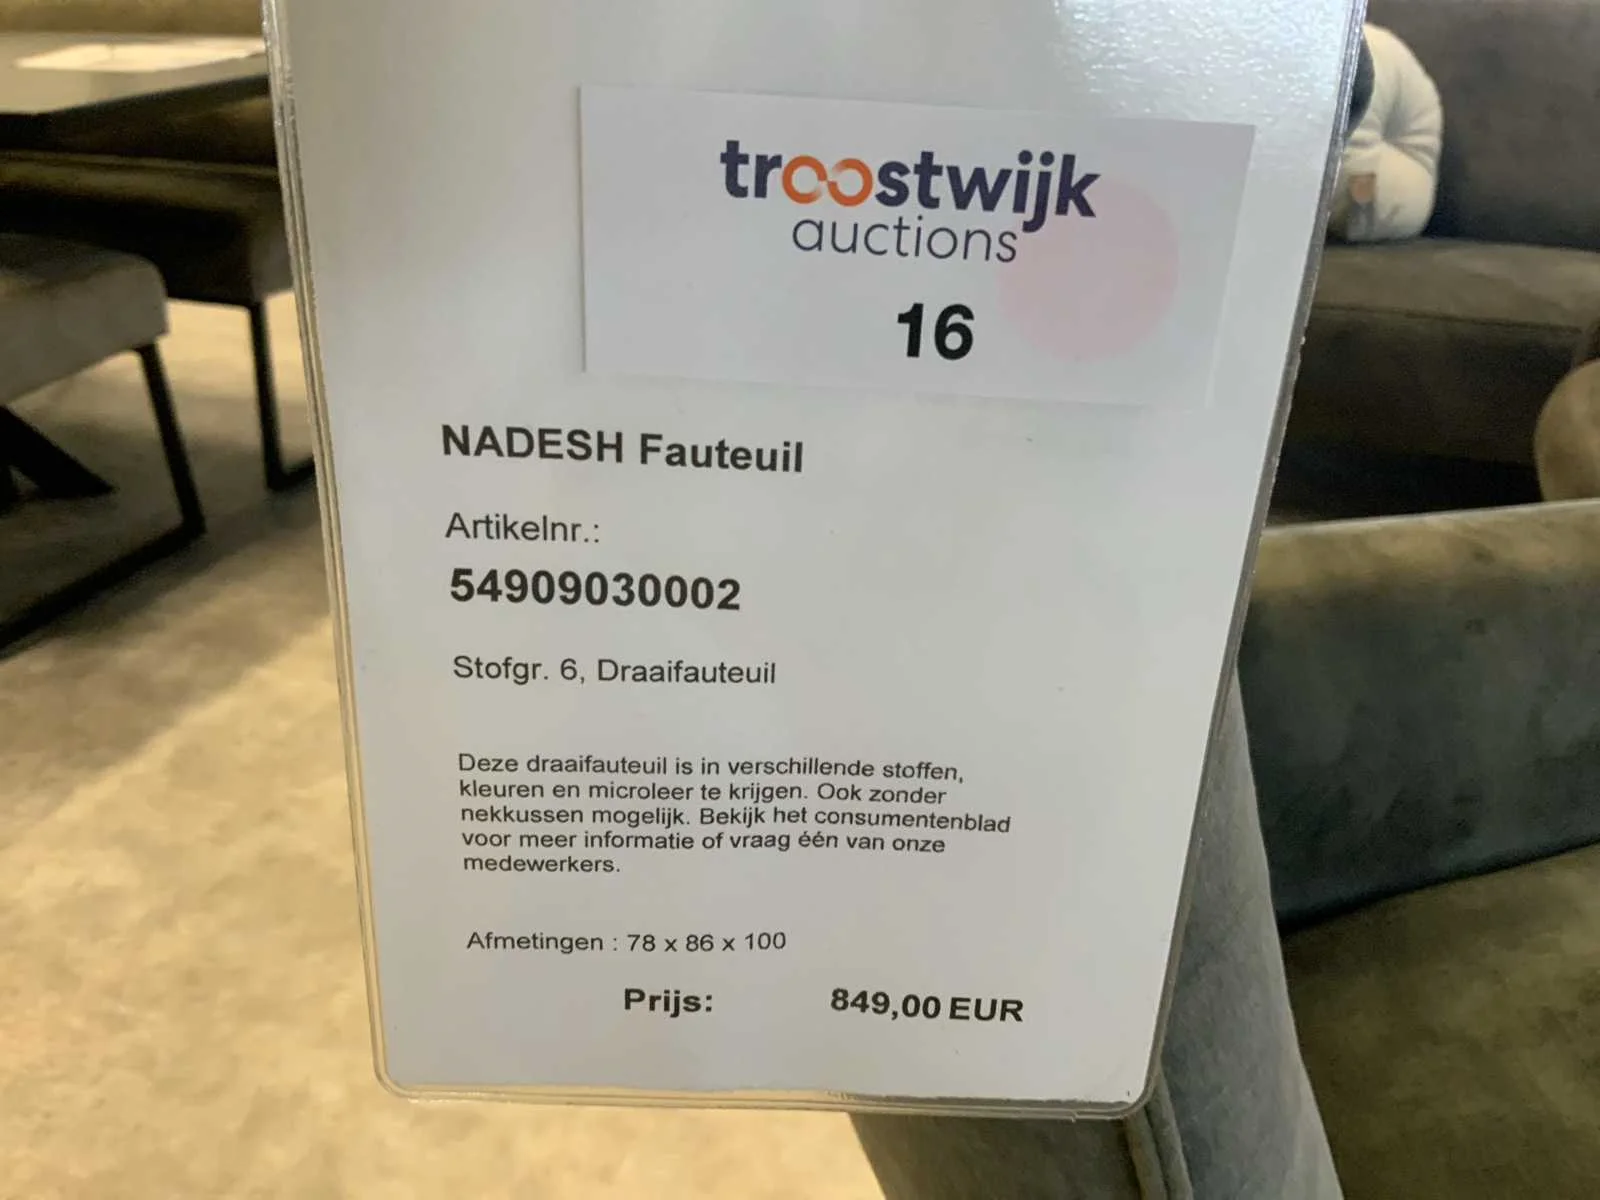 troostwijk
auctions
16
NADESH Fauteuil
Artikelnr.:
54909030002
Stofgr. 6, Draaifauteuil
Deze draaifauteuil is in verschillende stoffen,
kleuren en microleer te krijgen. Ook zonder
nekkussen mogelijk. Bekijk het consumentenblad
voor meer informatie of vraag één van onze
medewerkers.
Afmetingen : 78 x 86 x 100
Prijs: 849,00 EUR